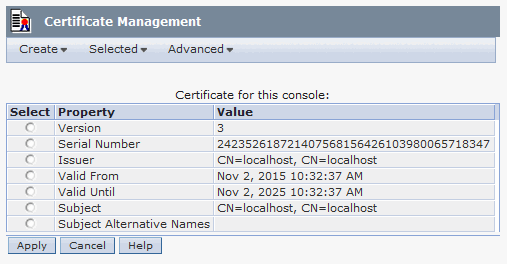 Certificate Management
Create Selected Advanced
Certificate for this console:
Select Property Value
Version 3
Serial Number 242352618721407568156426103980065718347
Issuer CN=localhost, CN=localhost
Valid From Nov 2, 2015 10:32:37 AM
Valid Until Nov 2, 2025 10:32:37 AM
Subject CN=localhost, CN=localhost
Subject Alternative Names
Apply Cancel Help